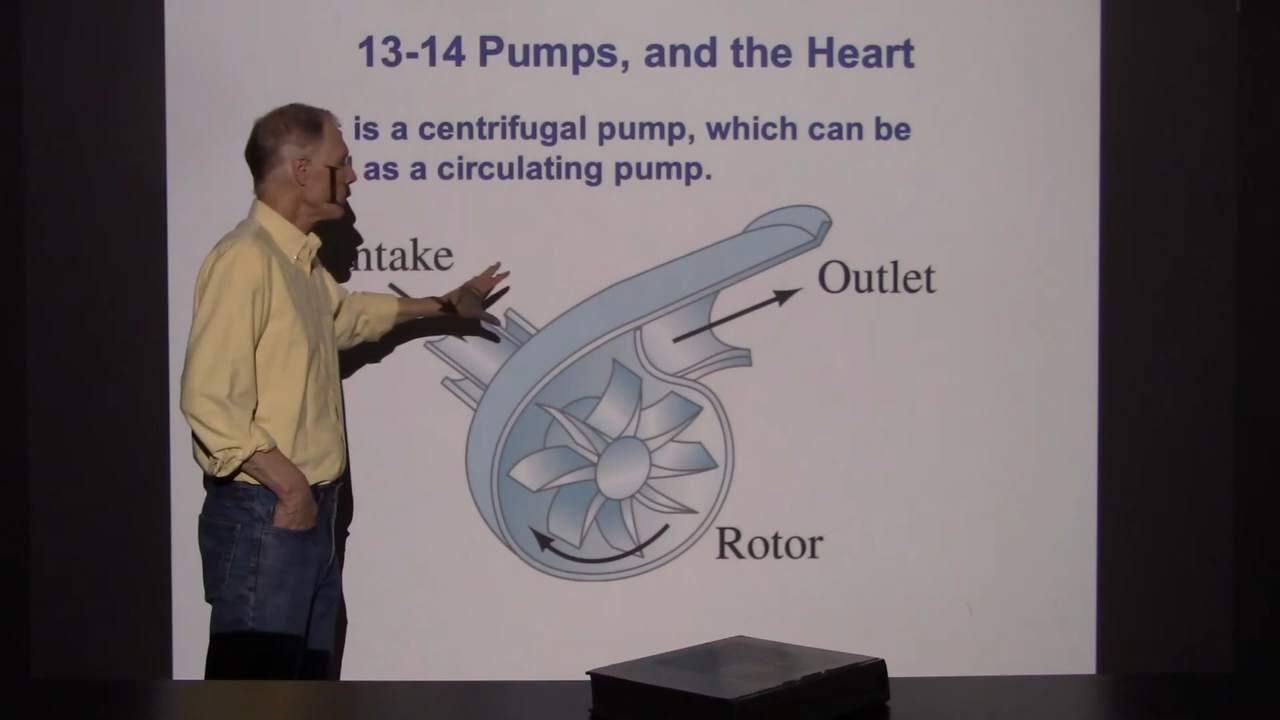 13-14 Pumps, and the Heart
is a centrifugal pump, which can be
as a circulating pump.
ntake
Outlet
Rotor